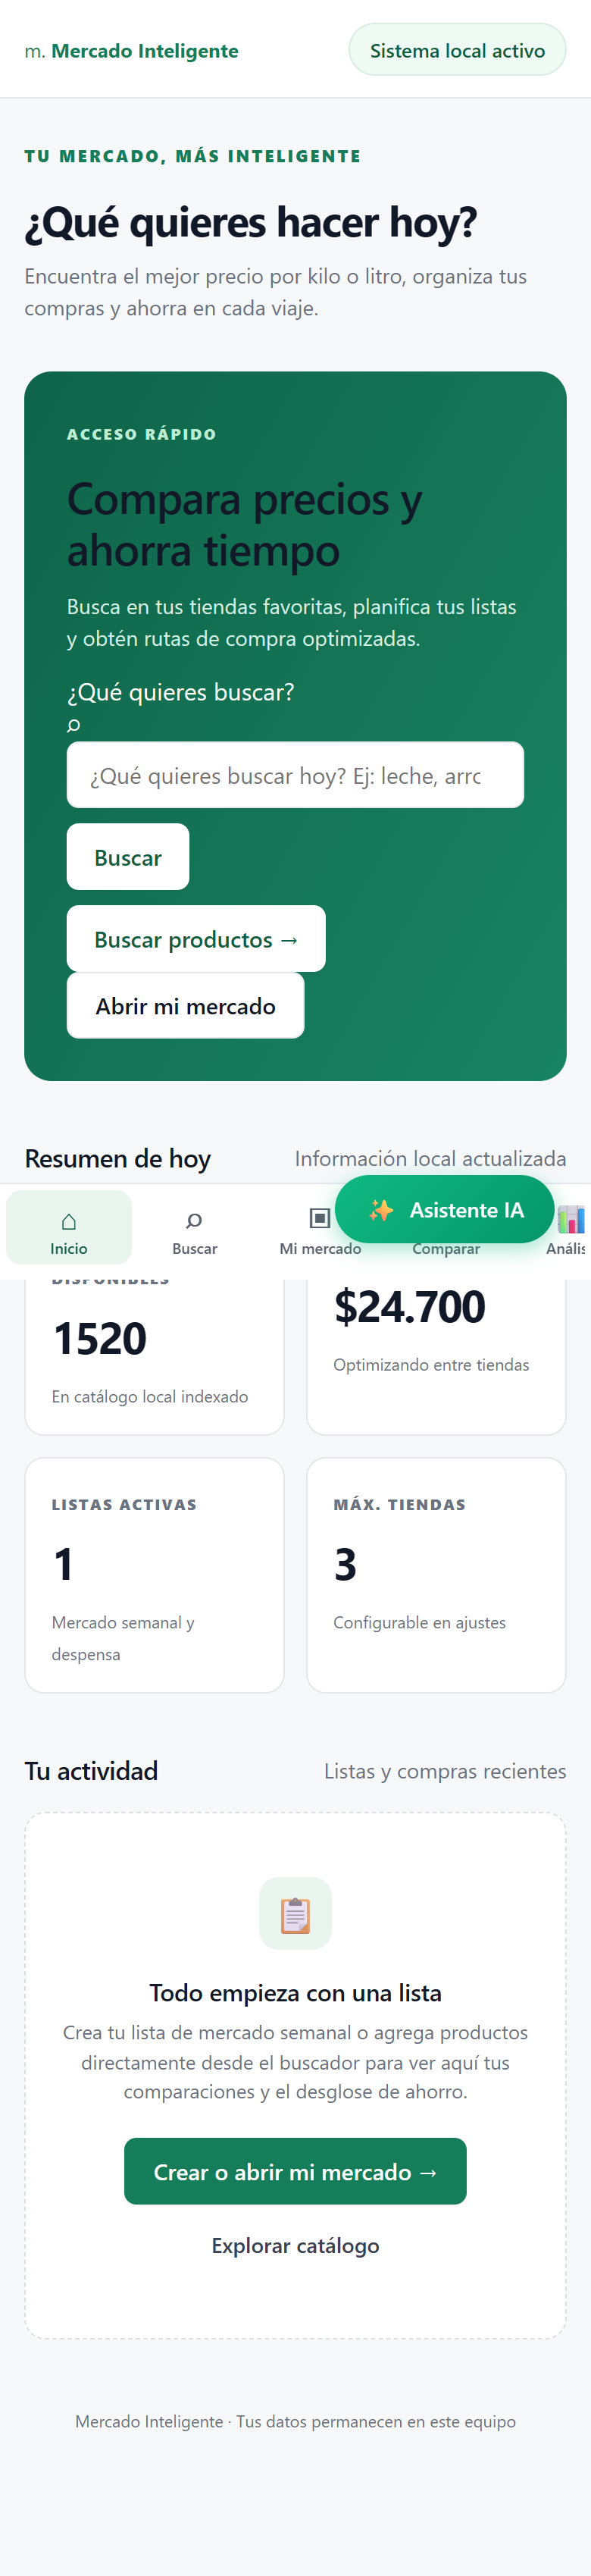 m. Mercado Inteligente
Sistema local activo
TU MERCADO, MÁS INTELIGENTE
¿Qué quieres hacer hoy?
Encuentra el mejor precio por kilo o litro, organiza tus
compras y ahorra en cada viaje.
ACCESO RÁPIDO
Compara precios y
ahorra tiempo
Busca en tus tiendas favoritas, planifica tus listas
y obtén rutas de compra optimizadas.
¿Qué quieres buscar?
¿Qué quieres buscar hoy? Ej: leche, arrc
Buscar
Buscar productos →
Abrir mi mercado
Resumen de hoy
Información local actualizada
Asistente IA
Inicio
Buscar
Mi mercado
Comparar
Anális
DISPONIBLES
1520
En catálogo local indexado
$24.700
Optimizando entre tiendas
LISTAS ACTIVAS
1
Mercado semanal y
despensa
MÁX. TIENDAS
3
Configurable en ajustes
Tu actividad
Listas y compras recientes
Todo empieza con una lista
Crea tu lista de mercado semanal o agrega productos
directamente desde el buscador para ver aquí tus
comparaciones y el desglose de ahorro.
Crear o abrir mi mercado →
Explorar catálogo
Mercado Inteligente · Tus datos permanecen en este equipo